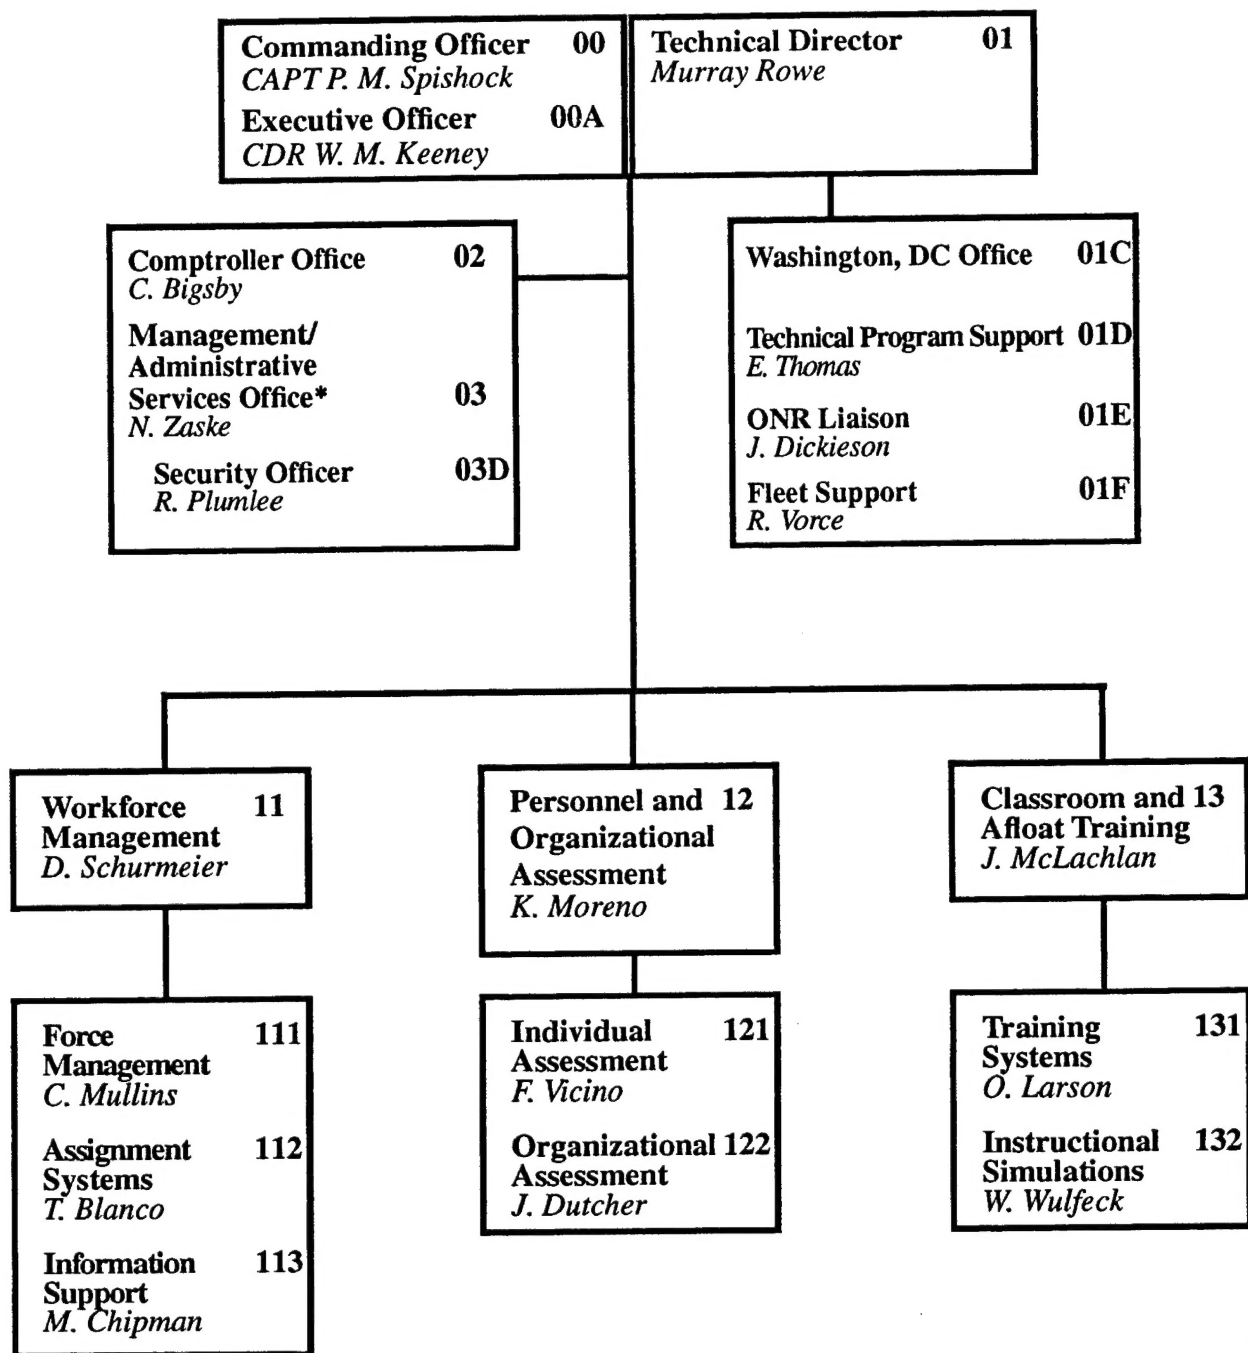 Commanding Officer 00
CAPT P. M. Spishock
Executive Officer 00A
CDR W. M. Keeney
Technical Director 01
Murray Rowe
Comptroller Office 02
C. Bigsby
Management/
Administrative
Services Office* 03
N. Zaske
Security Officer 03D
R. Plumlee
Washington, DC Office 01C
Technical Program Support 01D
E. Thomas
ONR Liaison 01E
J. Dickieson
Fleet Support 01F
R. Vorce
Workforce 11
Management
D. Schurmeier
Personnel and 12
Organizational
Assessment
K. Moreno
Classroom and 13
Afloat Training
J. McLachlan
Force 111
Management
C. Mullins
Assignment 112
Systems
T. Blanco
Information 113
Support
M. Chipman
Individual 121
Assessment
F. Vicino
Organizational 122
Assessment
J. Dutcher
Training 131
Systems
O. Larson
Instructional 132
Simulations
W. Wulfeck